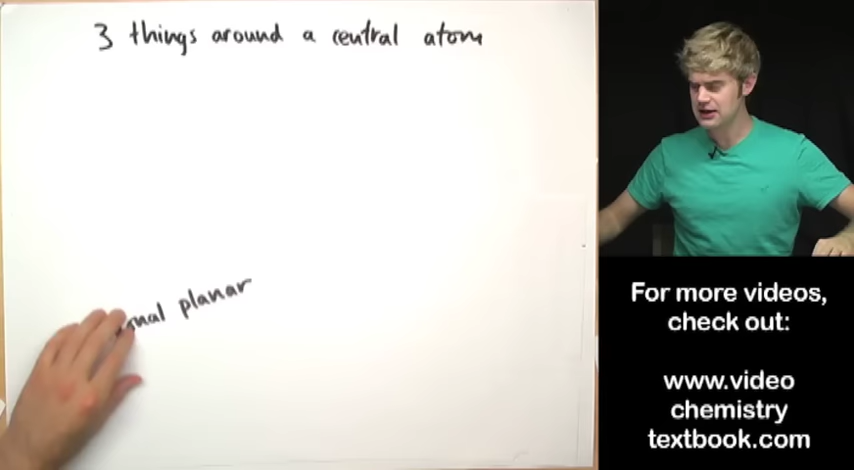 3 things around a central atom
planar
For more videos,
check out:
www.video
chemistry
textbook.com